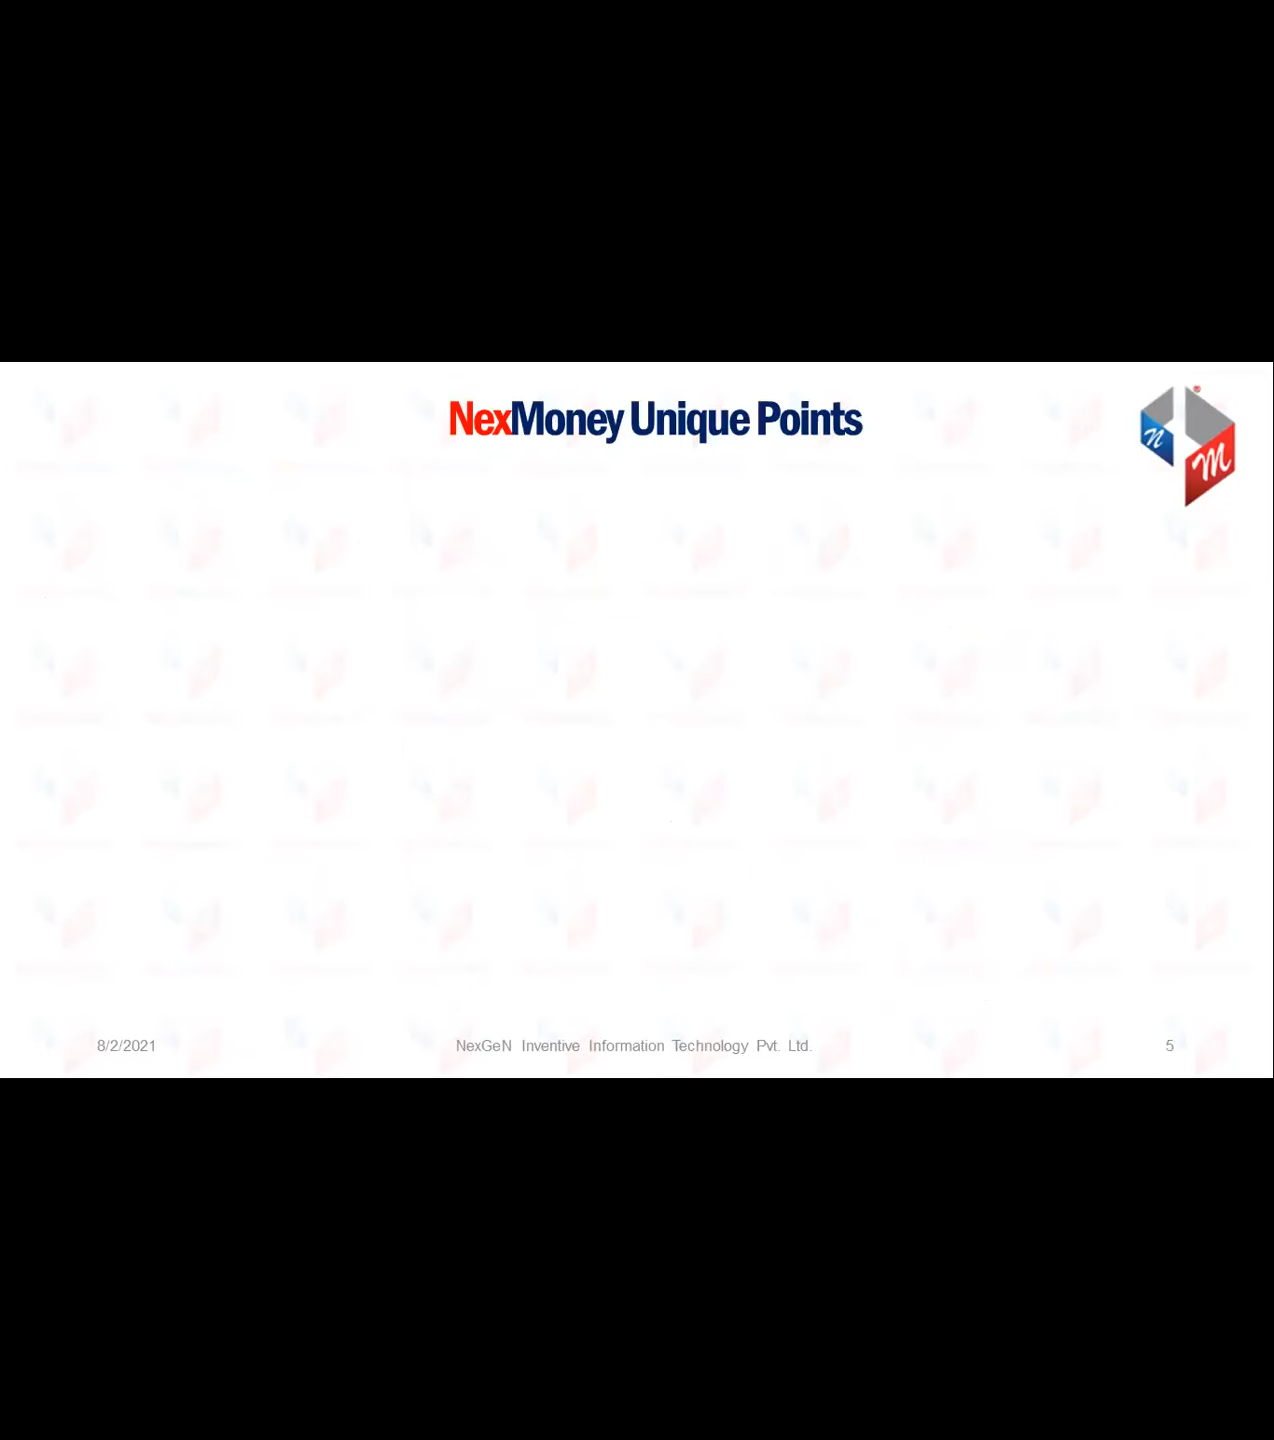 NexMoney Unique Points
®
n
m
8/2/2021
NexGeN Inventive Information Technology Pvt. Ltd.
5